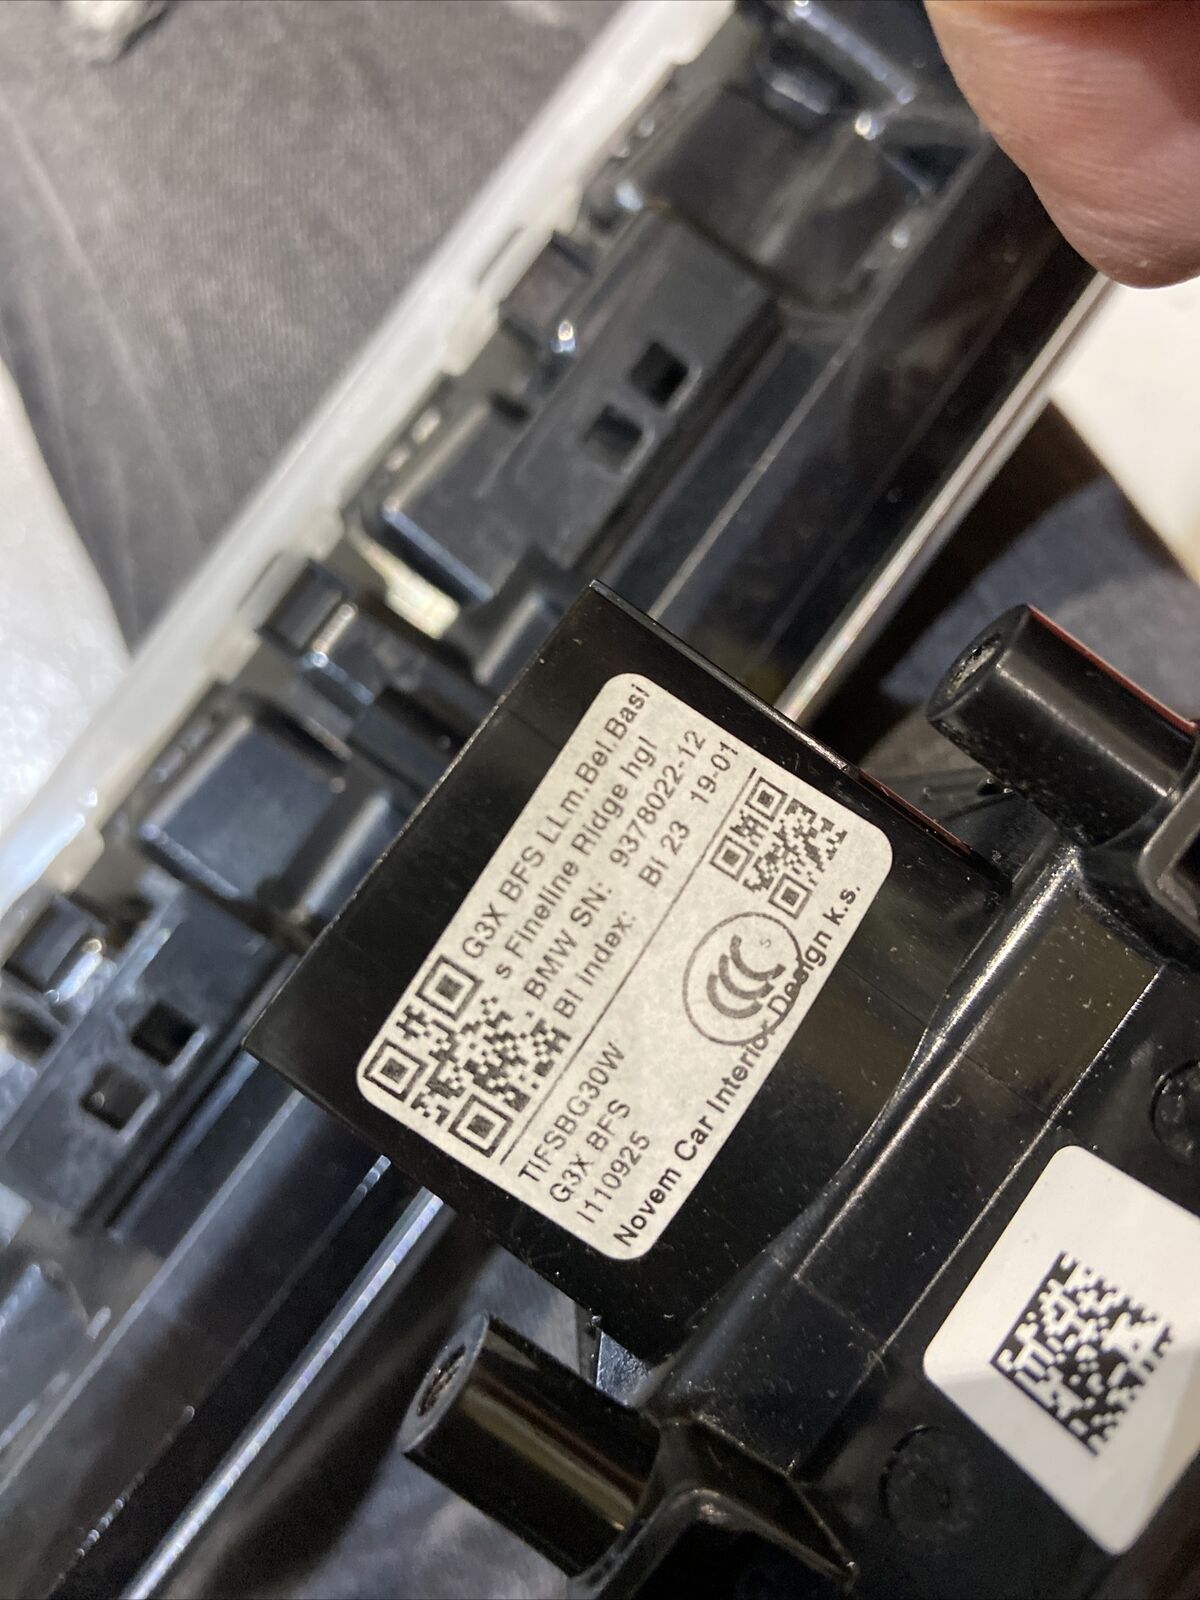 G3X BFS LLm.Bel.Basi
s Fineline Ridge hgl
BMW SN: 9378022-12
BI Index: BI 23 19-01
TIFSBG30W
G3X BFS
I110925
CCC S
Novem Car Interior Design k.s.